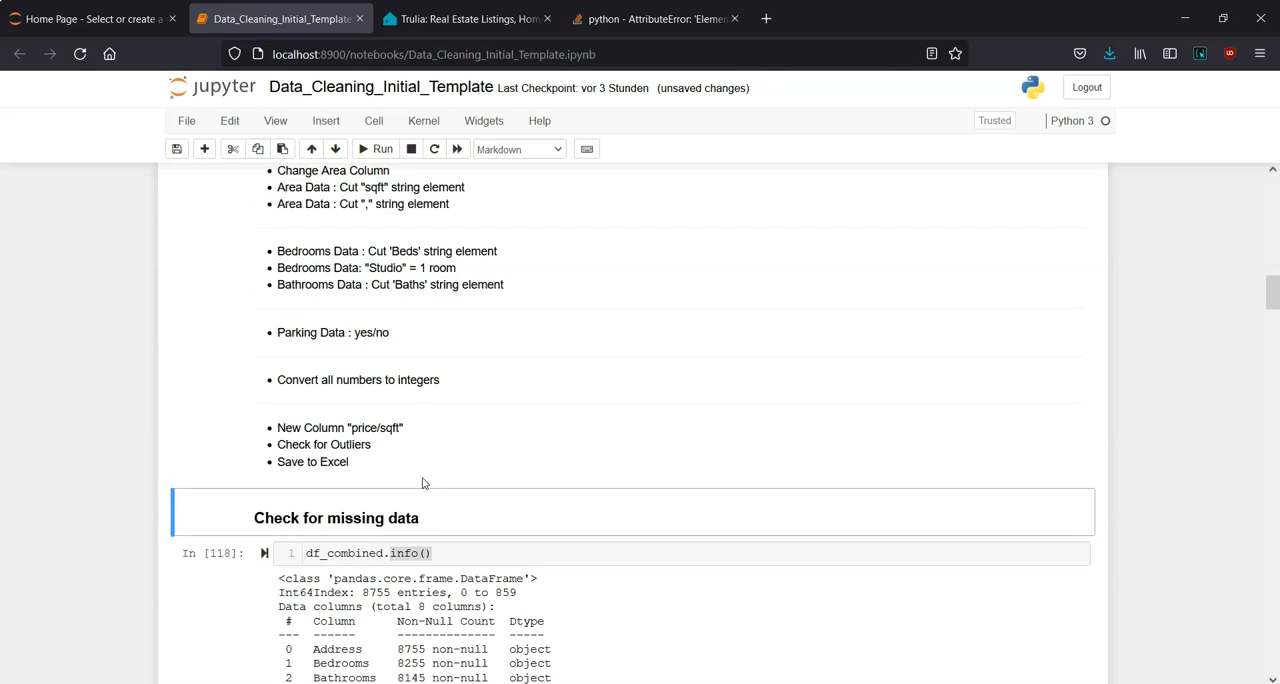 Home Page - Select or create a
Data_Cleaning_Initial_Template
Trulia: Real Estate Listings, Hom
python - AttributeError: 'Elemen
localhost:8900/notebooks/Data_Cleaning_Initial_Template.ipynb
jupyter Data_Cleaning_Initial_Template Last Checkpoint: vor 3 Stunden (unsaved changes)
Logout
File Edit View Insert Cell Kernel Widgets Help
Trusted
Python 3
Run
Markdown
• Change Area Column
• Area Data : Cut "sqft" string element
• Area Data : Cut "," string element
• Bedrooms Data : Cut 'Beds' string element
• Bedrooms Data: "Studio" = 1 room
• Bathrooms Data : Cut 'Baths' string element
• Parking Data : yes/no
• Convert all numbers to integers
• New Column "price/sqft"
• Check for Outliers
• Save to Excel
Check for missing data
In [118]:
1 df_combined.info()
<class 'pandas.core.frame.DataFrame'>
Int64Index: 8755 entries, 0 to 859
Data columns (total 8 columns):
# Column Non-Null Count Dtype
--- ------ -------------- -----
0 Address 8755 non-null object
1 Bedrooms 8255 non-null object
2 Bathrooms 8145 non-null object